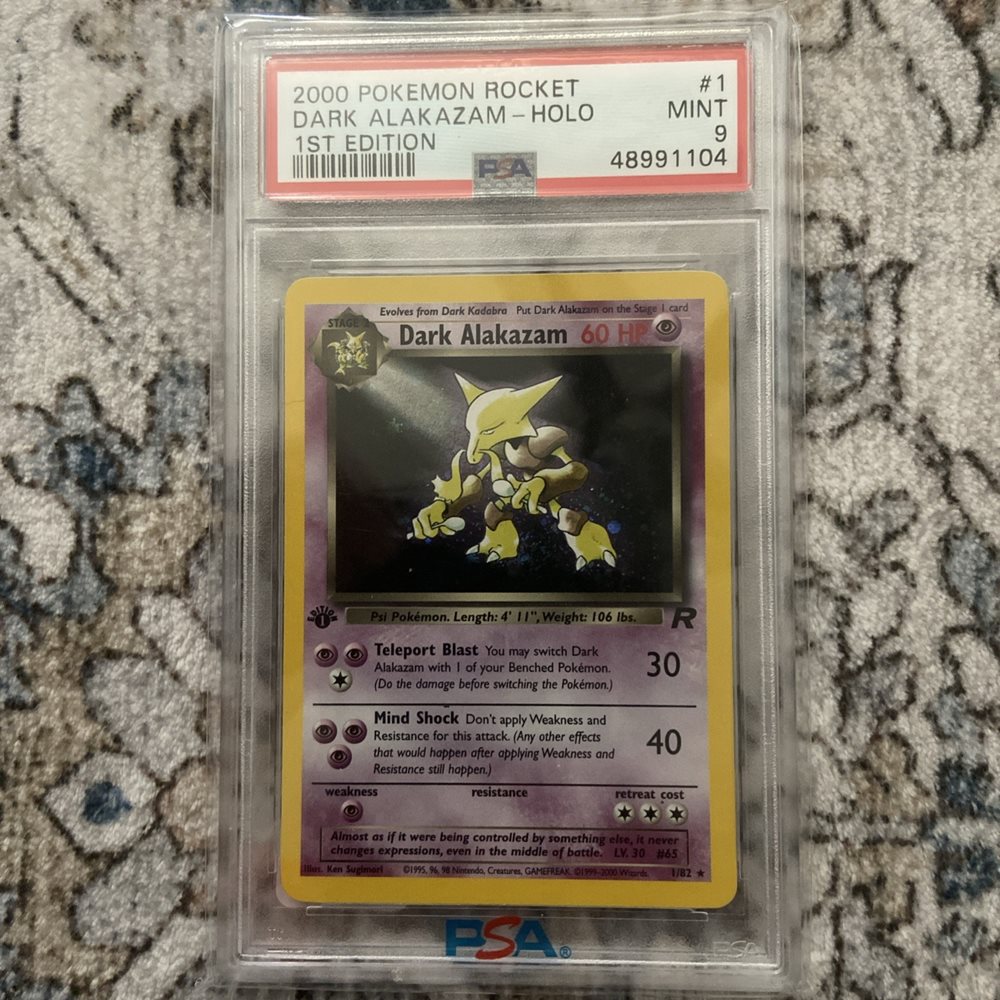 2000 POKEMON ROCKET #1
DARK ALAKAZAM - HOLO MINT
1ST EDITION 9
PSA 48991104
Evolves from Dark Kadabra Put Dark Alakazam on the Stage 1 card
STAGE 2
Dark Alakazam 60 HP
EDITION
1
Psi Pokémon. Length: 4' 11", Weight: 106 lbs.
R
Teleport Blast You may switch Dark
Alakazam with 1 of your Benched Pokémon. 30
(Do the damage before switching the Pokémon.)
Mind Shock Don't apply Weakness and
Resistance for this attack. (Any other effects
that would happen after applying Weakness and 40
Resistance still happen.)
weakness resistance retreat cost
Almost as if it were being controlled by something else, it never
changes expressions, even in the middle of battle. LV. 30 #65
Illus. Ken Sugimori ©1995, 96, 98 Nintendo, Creatures, GAMEFREAK. ©1999-2000 Wizards. 1/82 ★
PSA®
PSA